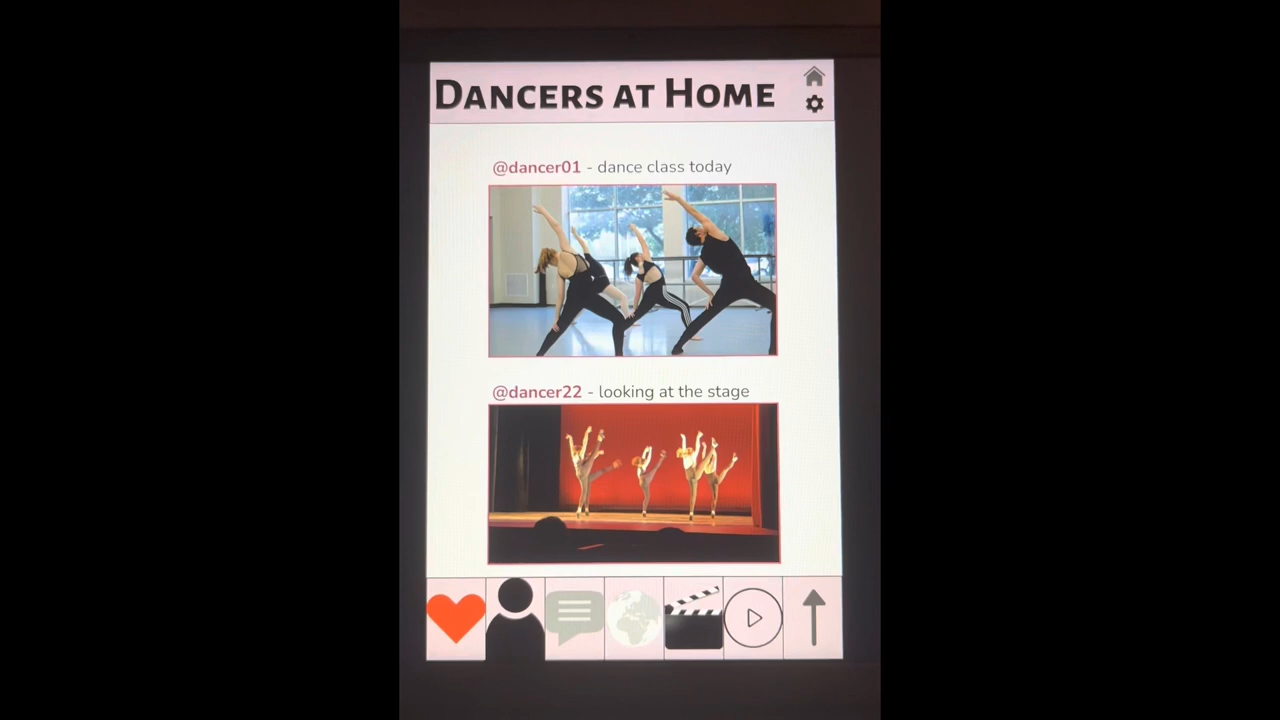 Dancers at Home
@dancer01 - dance class today
@dancer22 - looking at the stage